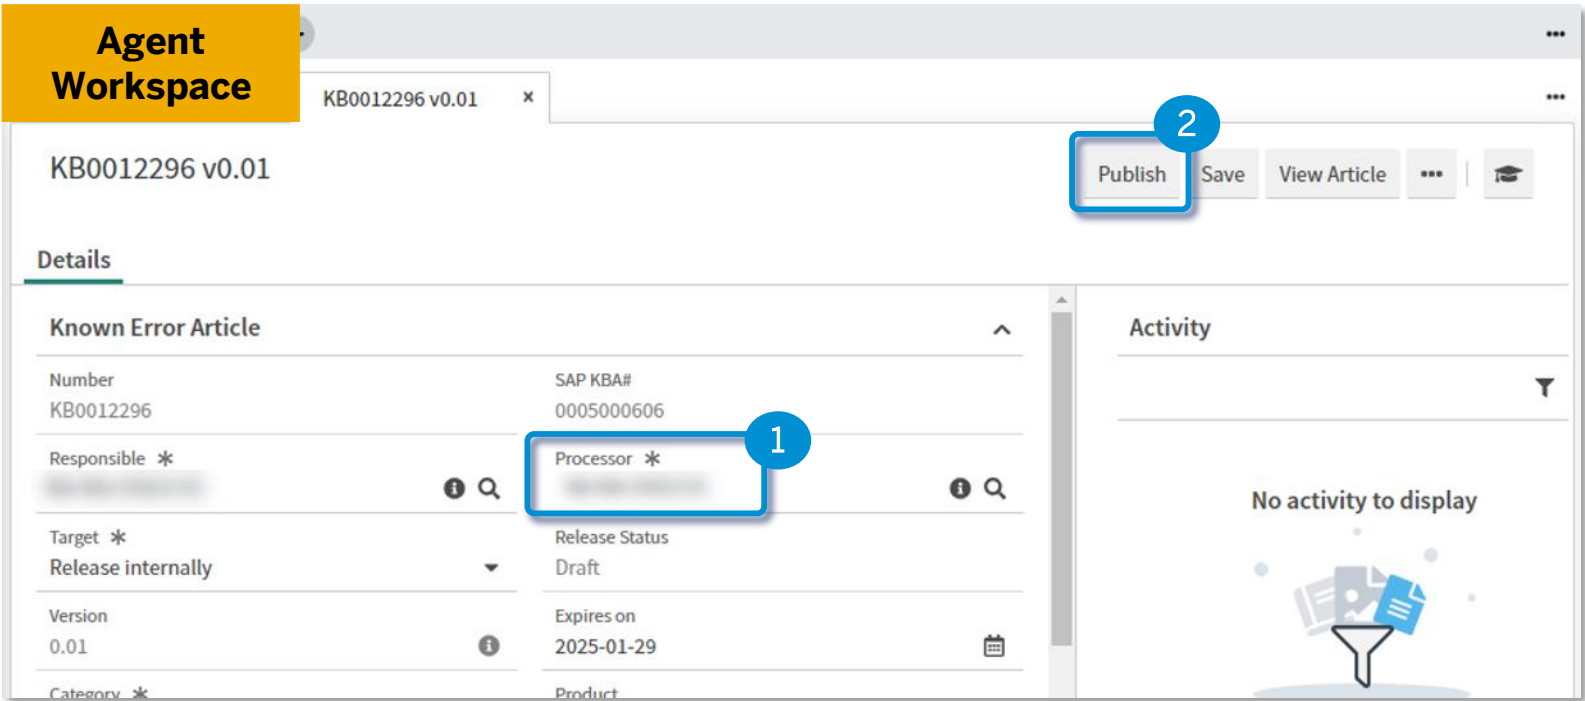 Agent
Workspace
KB0012296 v0.01
KB0012296 v0.01
2
Publish
Save
View Article
Details
Known Error Article
Activity
Number
KB0012296
SAP KBA#
0005000606
1
Responsible *
Processor *
No activity to display
Target *
Release internally
Release Status
Draft
Version
0.01
Expires on
2025-01-29
Category *
Product